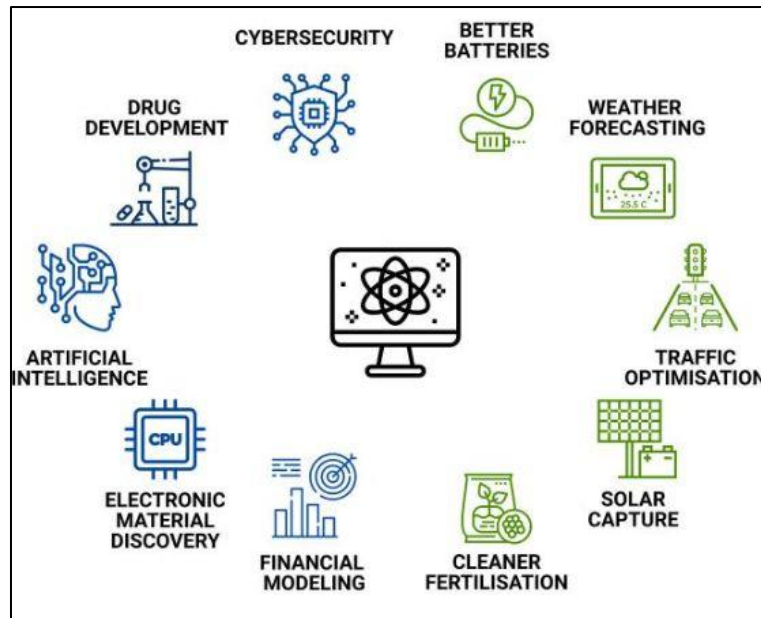 CYBERSECURITY
BETTER
BATTERIES
DRUG
DEVELOPMENT
WEATHER
FORECASTING
25.5 C
ARTIFICIAL
INTELLIGENCE
TRAFFIC
OPTIMISATION
CPU
ELECTRONIC
MATERIAL
DISCOVERY
SOLAR
CAPTURE
FINANCIAL
MODELING
CLEANER
FERTILISATION